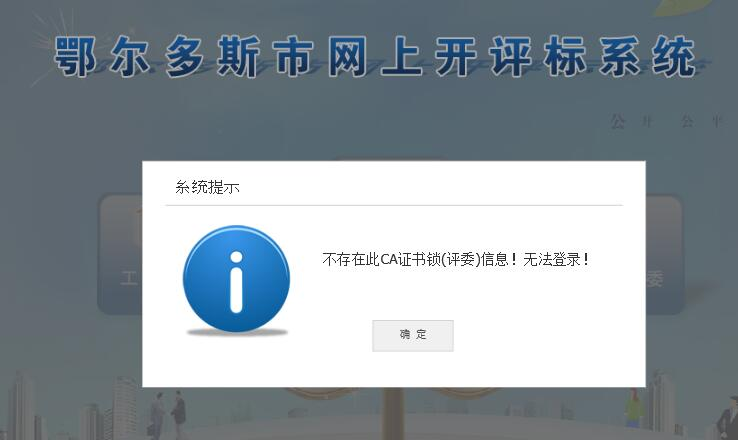 鄂尔多斯市网上开评标系统
公开 公平
系统提示
不存在此CA证书锁(评委)信息！无法登录！
工
委
确 定